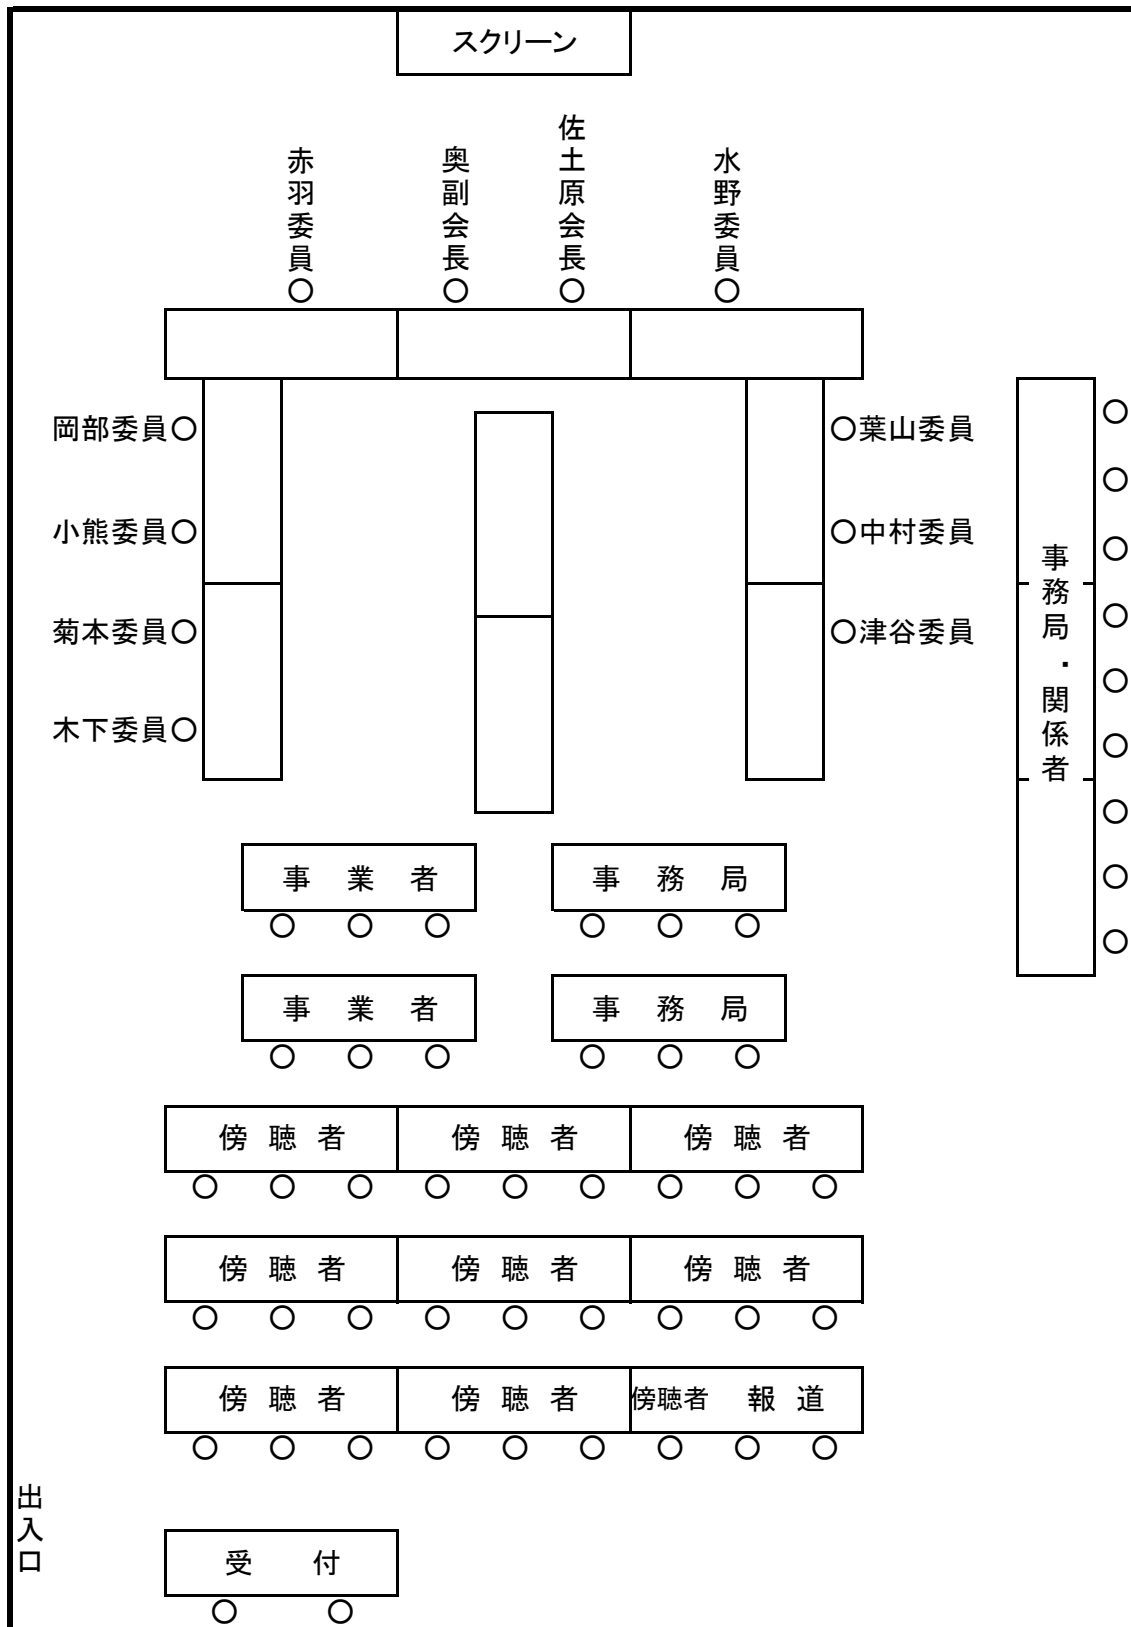 スクリーン
赤羽委員○
奥副会長○
佐土原会長○
水野委員○
岡部委員○
○葉山委員
小熊委員○
○中村委員
菊本委員○
○津谷委員
木下委員○
事務局・関係者
事業者
事務局
事業者
事務局
傍聴者
傍聴者
傍聴者
傍聴者
傍聴者
傍聴者
傍聴者
傍聴者
傍聴者 報道
出入口
受付